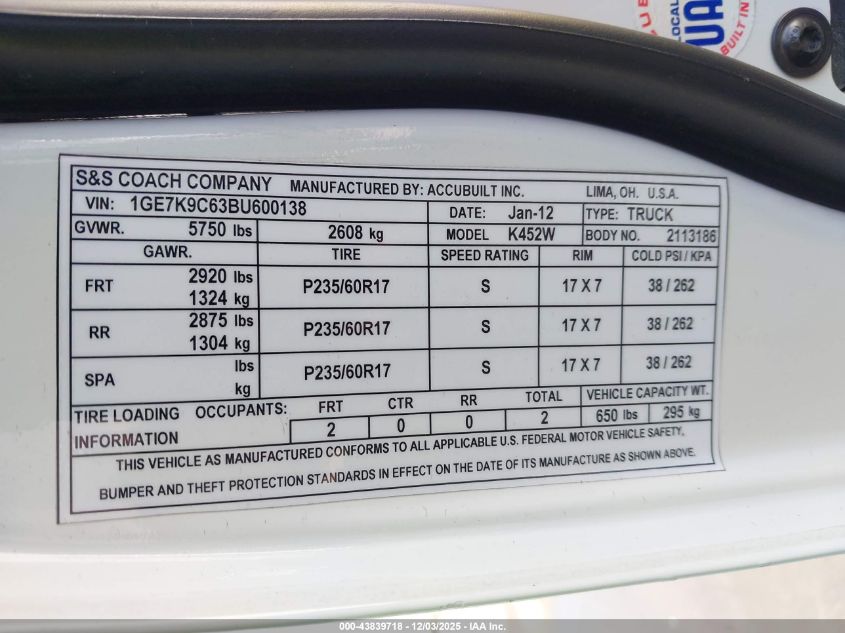 UB
LOCAL
UA
BUILT IN
S&S COACH COMPANY MANUFACTURED BY: ACCUBUILT INC. LIMA, OH. U.S.A.
VIN: 1GE7K9C63BU600138 DATE: Jan-12 TYPE: TRUCK
GVWR. 5750 lbs 2608 kg MODEL K452W BODY NO. 2113186
GAWR. TIRE SPEED RATING RIM COLD PSI / KPA
FRT 2920 lbs 1324 kg P235/60R17 S 17 X 7 38 / 262
RR 2875 lbs 1304 kg P235/60R17 S 17 X 7 38 / 262
SPA lbs kg P235/60R17 S 17 X 7 38 / 262
TIRE LOADING INFORMATION OCCUPANTS: FRT CTR RR TOTAL VEHICLE CAPACITY WT.
2 0 0 2 650 lbs 295 kg
THIS VEHICLE AS MANUFACTURED CONFORMS TO ALL APPLICABLE U.S. FEDERAL MOTOR VEHICLE SAFETY,
BUMPER AND THEFT PROTECTION STANDARDS IN EFFECT ON THE DATE OF ITS MANUFACTURE AS SHOWN ABOVE.
000-43839718 - 12/03/2025 - IAA Inc.